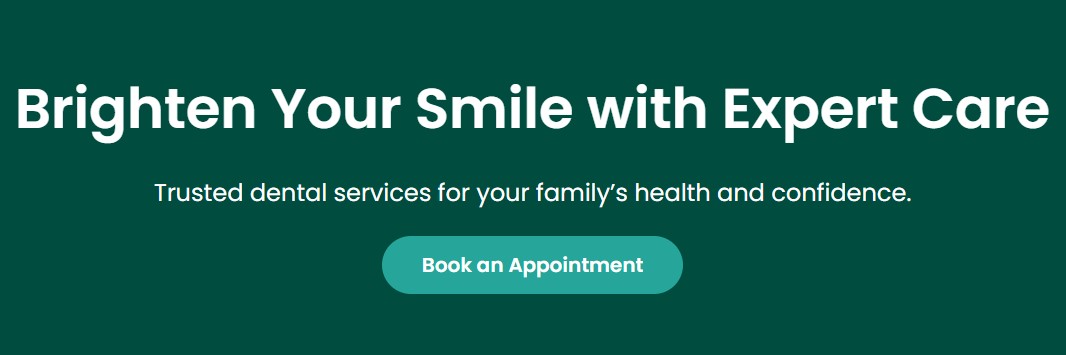 Brighten Your Smile with Expert Care
Trusted dental services for your family’s health and confidence.
Book an Appointment